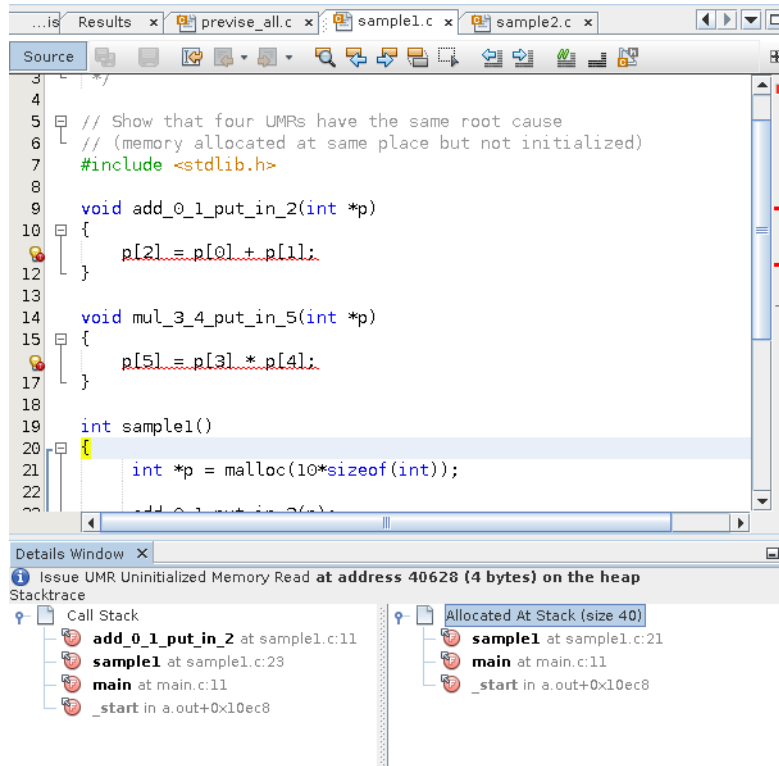 ...is Results x previse_all.c x sample1.c x sample2.c x
Source
3 */
4
5 // Show that four UMRs have the same root cause
6 // (memory allocated at same place but not initialized)
7 #include <stdlib.h>
8
9 void add_0_1_put_in_2(int *p)
10 {
p[2] = p[0] + p[1];
12 }
13
14 void mul_3_4_put_in_5(int *p)
15 {
p[5] = p[3] * p[4];
17 }
18
19 int sample1()
20 {
21 int *p = malloc(10*sizeof(int));
22
23 add_0_1_put_in_2(p);
Details Window X
Issue UMR Uninitialized Memory Read at address 40628 (4 bytes) on the heap
Stacktrace
Call Stack
add_0_1_put_in_2 at sample1.c:11
sample1 at sample1.c:23
main at main.c:11
_start in a.out+0x10ec8
Allocated At Stack (size 40)
sample1 at sample1.c:21
main at main.c:11
_start in a.out+0x10ec8